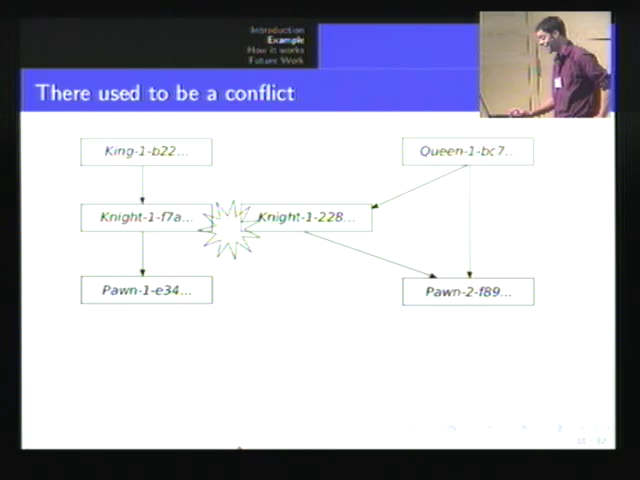 Introduction
Example
How it works
Future Work
There used to be a conflict
King-1-b22...
Queen-1-bc7..
Knight-1-f7a...
Knight-1-228...
Pawn-1-e34...
Pawn-2-f89...